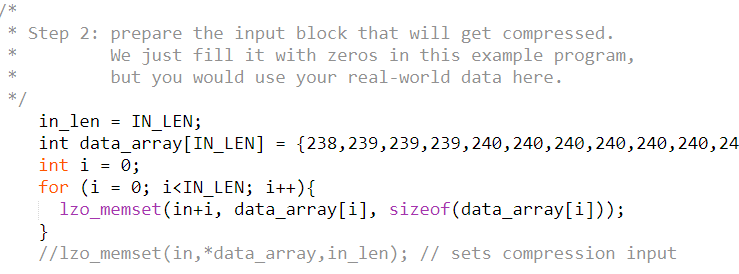 /*
* Step 2: prepare the input block that will get compressed.
*         We just fill it with zeros in this example program,
*         but you would use your real-world data here.
*/
in_len = IN_LEN;
int data_array[IN_LEN] = {238,239,239,239,240,240,240,240,240,240,24
int i = 0;
for (i = 0; i<IN_LEN; i++){
lzo_memset(in+i, data_array[i], sizeof(data_array[i]));
}
//lzo_memset(in,*data_array,in_len); // sets compression input